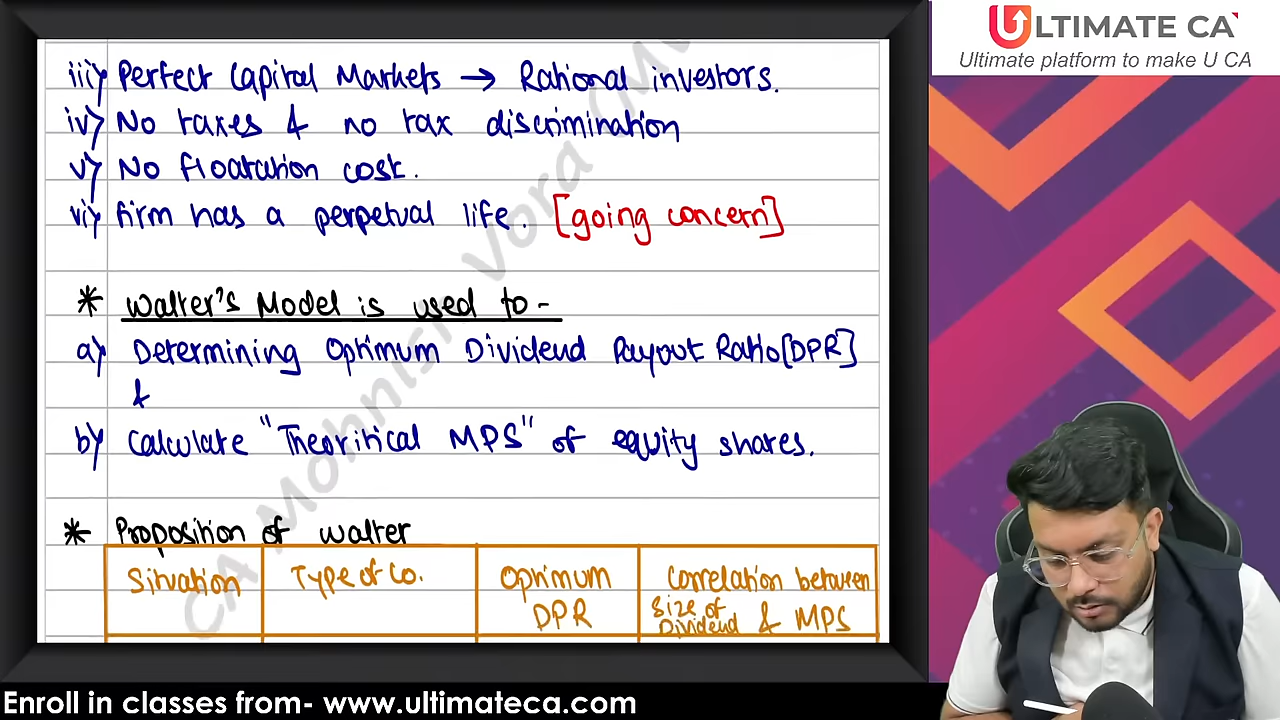 ULTIMATE CA
Ultimate platform to make U CA
iii) Perfect Capital Markets → Rational investors.
iv) No taxes & no tax discrimination
v) No floatation cost.
vi) firm has a perpetual life. [going concern]
* Walter's Model is used to -
a) Determining Optimum Dividend Payout Ratio[DPR]
&
b) Calculate "Theoritical MPS" of equity shares.
* Proposition of Walter
Situation Type of Co. Optimum DPR Correlation between Size of Dividend & MPS
CA Mohnish Vora
Enroll in classes from- www.ultimateca.com